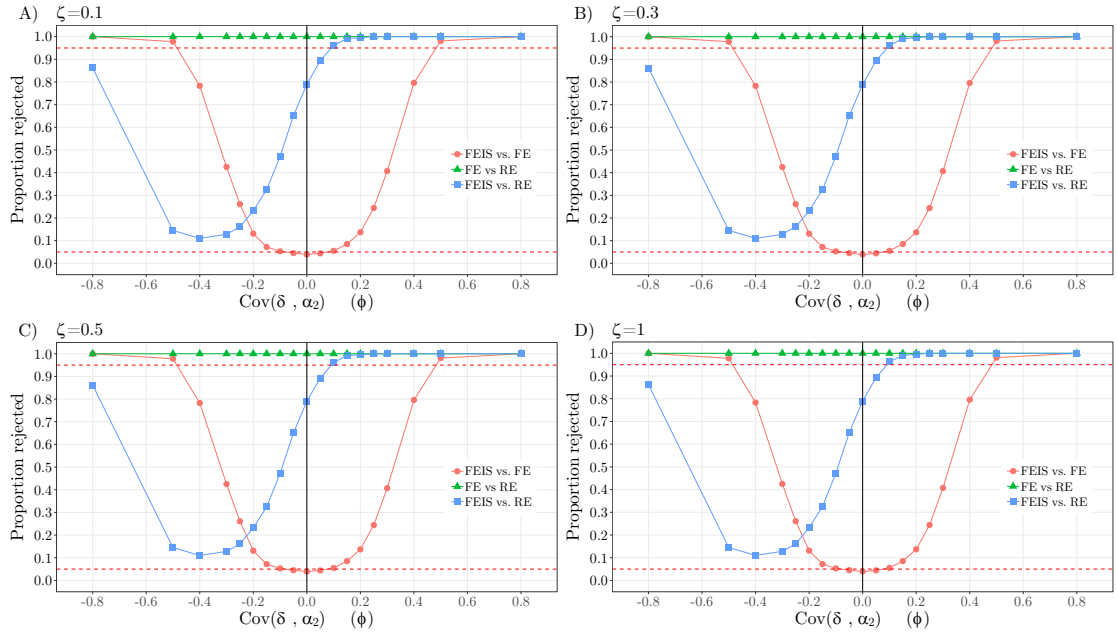 A) ζ=0.1
Proportion rejected
1.0
0.9
0.8
0.7
0.6
0.5
0.4
0.3
0.2
0.1
0.0
FEIS vs. FE
FE vs RE
FEIS vs. RE
-0.8 -0.6 -0.4 -0.2 0.0 0.2 0.4 0.6 0.8
Cov(δ , α₂) (ϕ)
B) ζ=0.3
Proportion rejected
1.0
0.9
0.8
0.7
0.6
0.5
0.4
0.3
0.2
0.1
0.0
FEIS vs. FE
FE vs RE
FEIS vs. RE
-0.8 -0.6 -0.4 -0.2 0.0 0.2 0.4 0.6 0.8
Cov(δ , α₂) (ϕ)
C) ζ=0.5
Proportion rejected
1.0
0.9
0.8
0.7
0.6
0.5
0.4
0.3
0.2
0.1
0.0
FEIS vs. FE
FE vs RE
FEIS vs. RE
-0.8 -0.6 -0.4 -0.2 0.0 0.2 0.4 0.6 0.8
Cov(δ , α₂) (ϕ)
D) ζ=1
Proportion rejected
1.0
0.9
0.8
0.7
0.6
0.5
0.4
0.3
0.2
0.1
0.0
FEIS vs. FE
FE vs RE
FEIS vs. RE
-0.8 -0.6 -0.4 -0.2 0.0 0.2 0.4 0.6 0.8
Cov(δ , α₂) (ϕ)